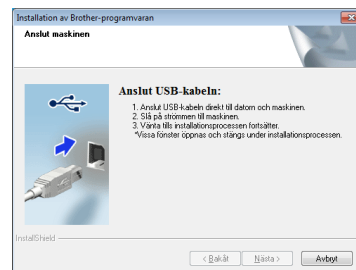 Installation av Brother-programvaran
Anslut maskinen
Anslut USB-kabeln:
1. Anslut USB-kabeln direkt till datorn och maskinen.
2. Slå på strömmen till maskinen.
3. Vänta tills installationsprocessen fortsätter.
*Vissa fönster öppnas och stängs under installationsprocessen.
InstallShield
< Bakåt Nästa > Avbryt